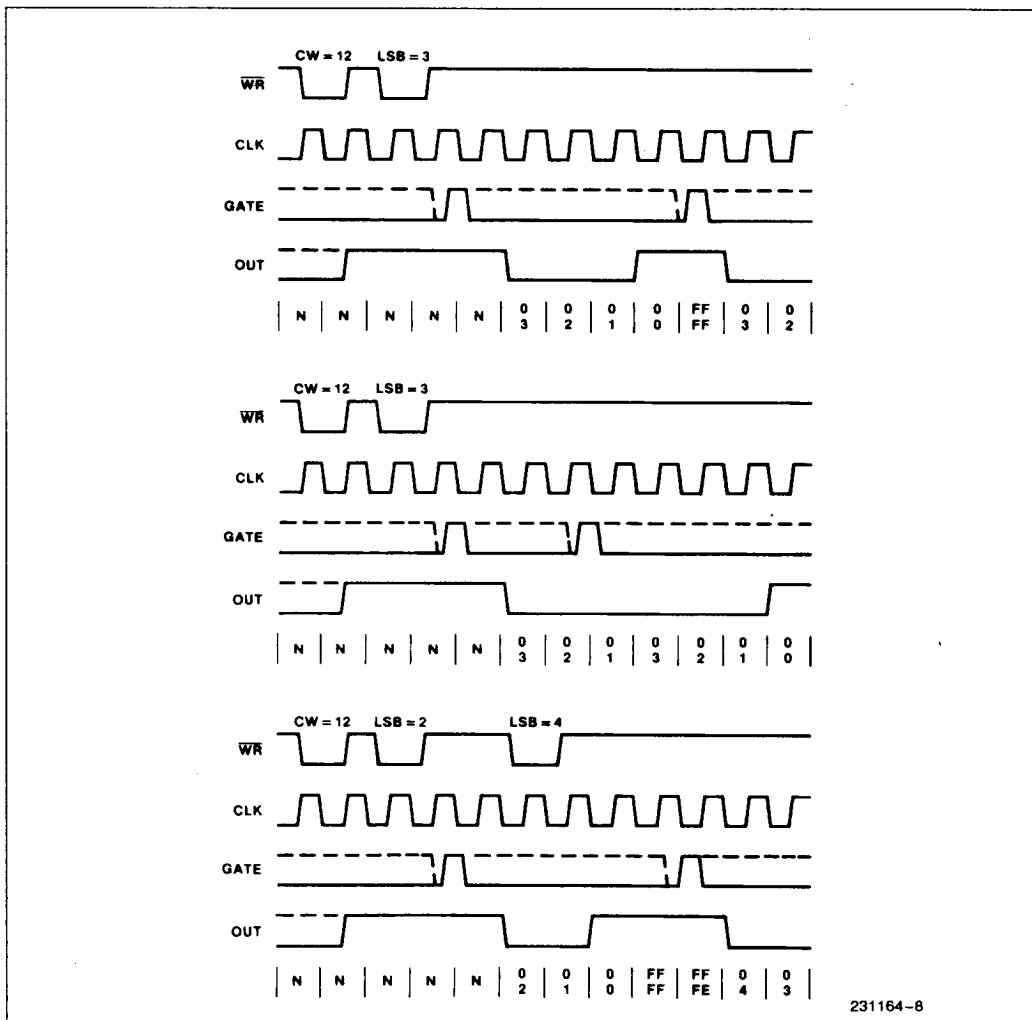 CW = 12 LSB = 3
WR
CLK
GATE
OUT
N N N N N 0 0 0 0 FF 0 0
3 2 1 0 FF 3 2
CW = 12 LSB = 3
WR
CLK
GATE
OUT
N N N N N 0 0 0 0 0 0 0
3 2 1 3 2 1 0
CW = 12 LSB = 2 LSB = 4
WR
CLK
GATE
OUT
N N N N N 0 0 0 FF FF 0 0
2 1 0 FF FE 4 3
231164-8